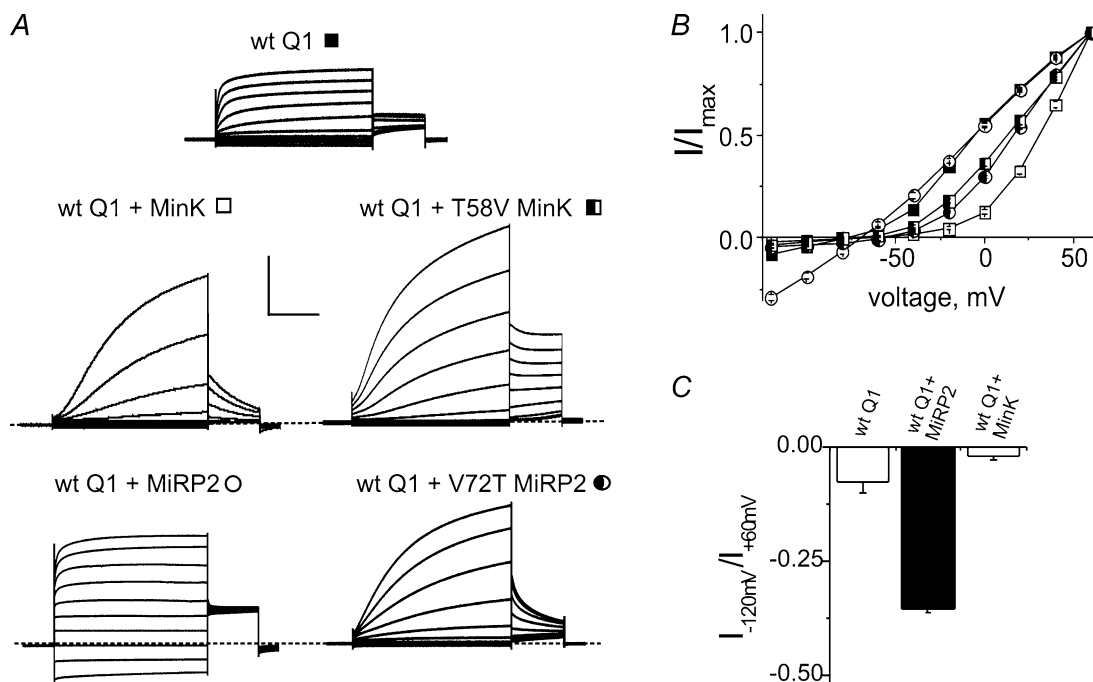 A
wt Q1 ■
wt Q1 + MinK □
wt Q1 + T58V MinK ◧
wt Q1 + MiRP2 ○
wt Q1 + V72T MiRP2 ◐
B
1.0
0.5
0.0
-50
0
50
I/Imax
voltage, mV
C
wt Q1
wt Q1+
MiRP2
wt Q1+
MinK
0.00
-0.25
-0.50
I-120mV/I+60mV